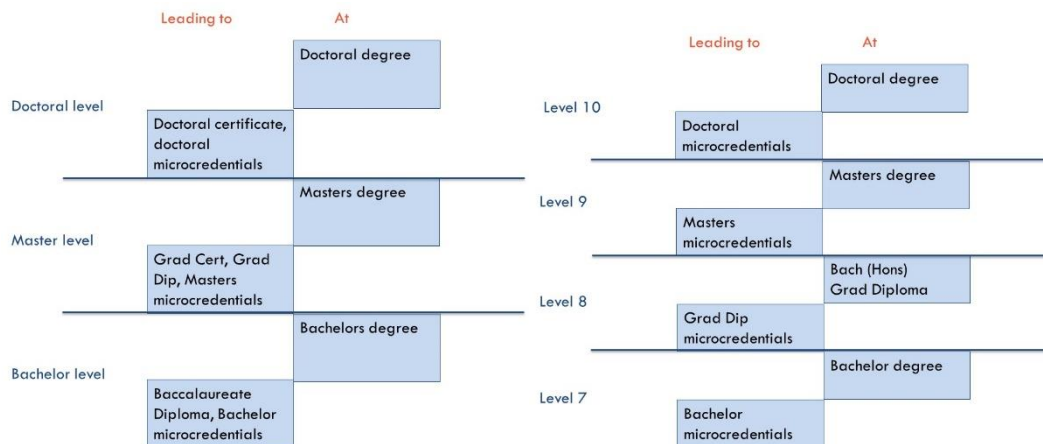 Leading to
At
Doctoral degree
Doctoral level
Doctoral certificate,
doctoral
microcredentials
Masters degree
Master level
Grad Cert, Grad
Dip, Masters
microcredentials
Bachelors degree
Bachelor level
Baccalaureate
Diploma, Bachelor
microcredentials
Leading to
At
Doctoral degree
Level 10
Doctoral
microcredentials
Masters degree
Level 9
Masters
microcredentials
Bach (Hons)
Grad Diploma
Level 8
Grad Dip
microcredentials
Bachelor degree
Level 7
Bachelor
microcredentials